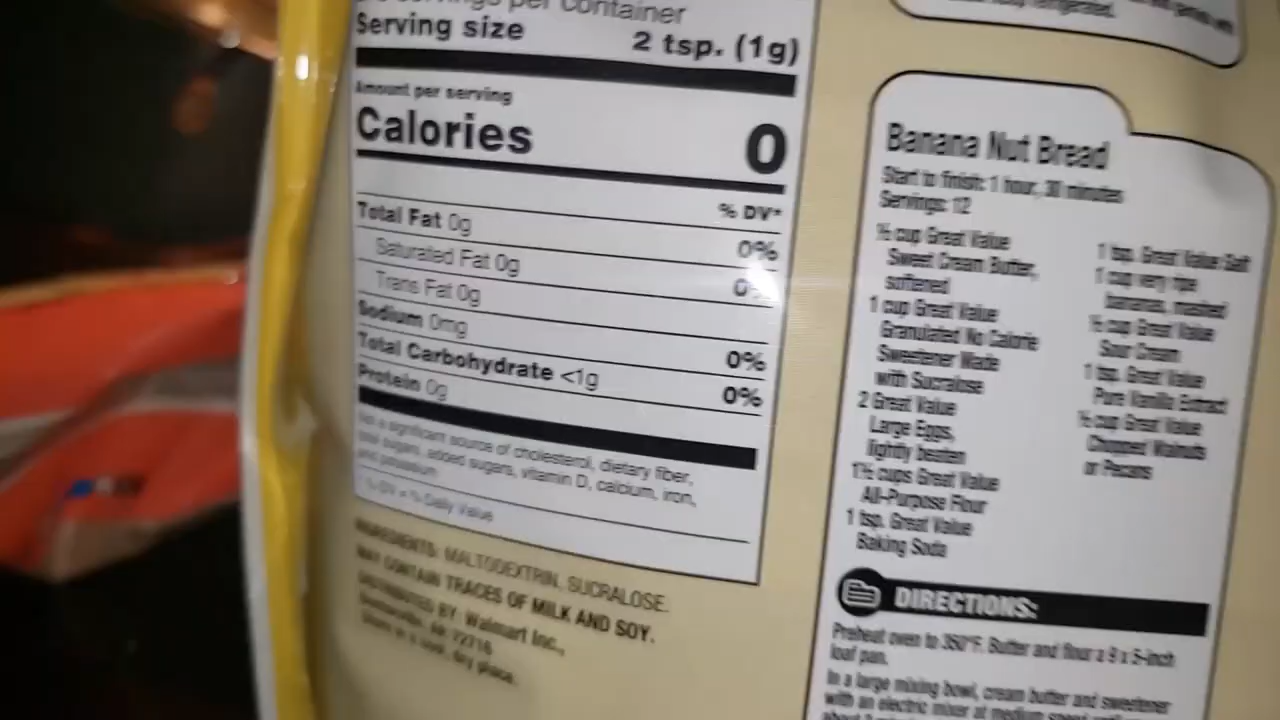 servings per container
Serving size 2 tsp. (1g)
Amount per serving
Calories 0
% DV*
Total Fat 0g 0%
Saturated Fat 0g 0%
Trans Fat 0g
Sodium 0mg 0%
Total Carbohydrate <1g 0%
Protein 0g
Not a significant source of cholesterol, dietary fiber,
total sugars, added sugars, vitamin D, calcium, iron,
and potassium
% DV = % Daily Value
INGREDIENTS: MALTODEXTRIN, SUCRALOSE.
MAY CONTAIN TRACES OF MILK AND SOY.
DISTRIBUTED BY: Walmart Inc.,
AR 72716
Store in a cool, dry place.
refrigerated.
Banana Nut Bread
Start to finish: 1 hour, 30 minutes
Servings: 12
½ cup Great Value
Sweet Cream Butter,
softened
1 cup Great Value
Granulated No Calorie
Sweetener Made
with Sucralose
2 Great Value
Large Eggs,
lightly beaten
1½ cups Great Value
All-Purpose Flour
1 tsp. Great Value
Baking Soda
1 tsp. Great Value Salt
1 cup very ripe
bananas, mashed
½ cup Great Value
Sour Cream
1 tsp. Great Value
Pure Vanilla Extract
½ cup Great Value
Chopped Walnuts
or Pecans
DIRECTIONS:
Preheat oven to 350°F. Butter and flour a 9 x 5-inch
loaf pan.
In a large mixing bowl, cream butter and sweetener
with an electric mixer at medium speed